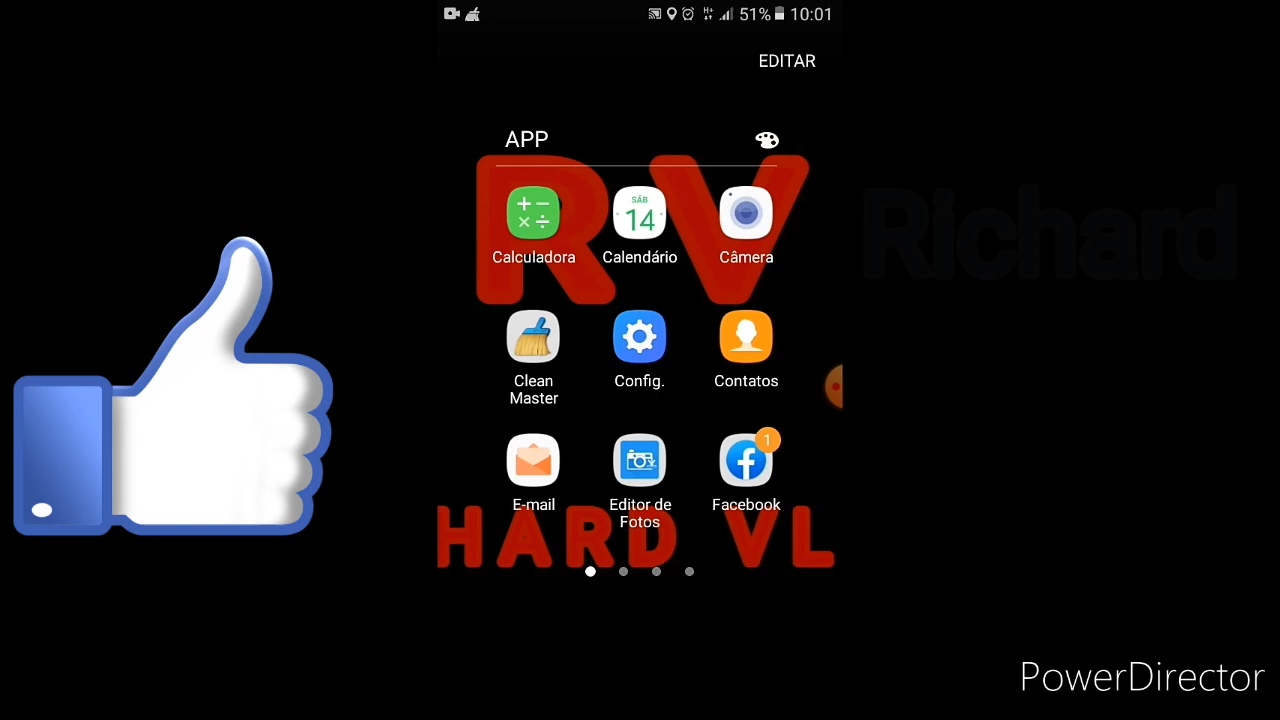 51% 10:01
EDITAR
APP
SÁB
14
Calculadora Calendário Câmera
Richard
Clean Master Config. Contatos
1
E-mail Editor de Fotos Facebook
RV
HARD VL
PowerDirector